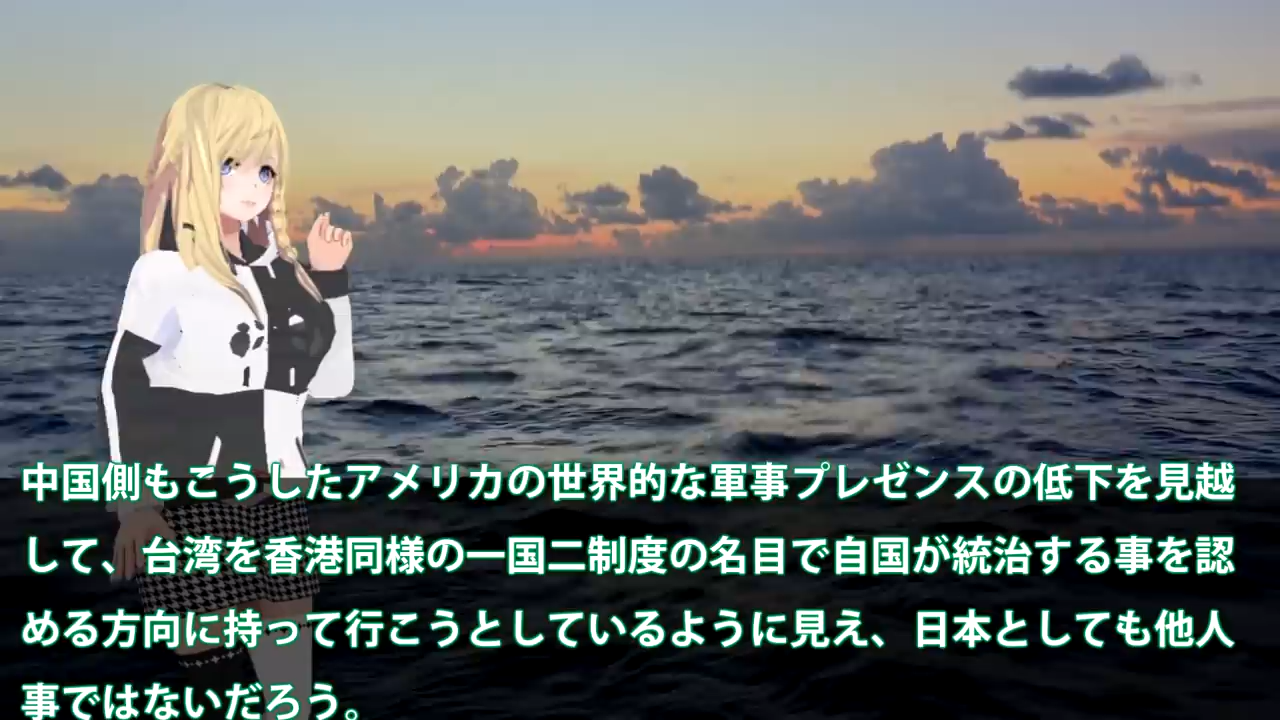 中国側もこうしたアメリカの世界的な軍事プレゼンスの低下を見越
して、台湾を香港同様の一国二制度の名目で自国が統治する事を認
める方向に持って行こうとしているように見え、日本としても他人
事ではないだろう。